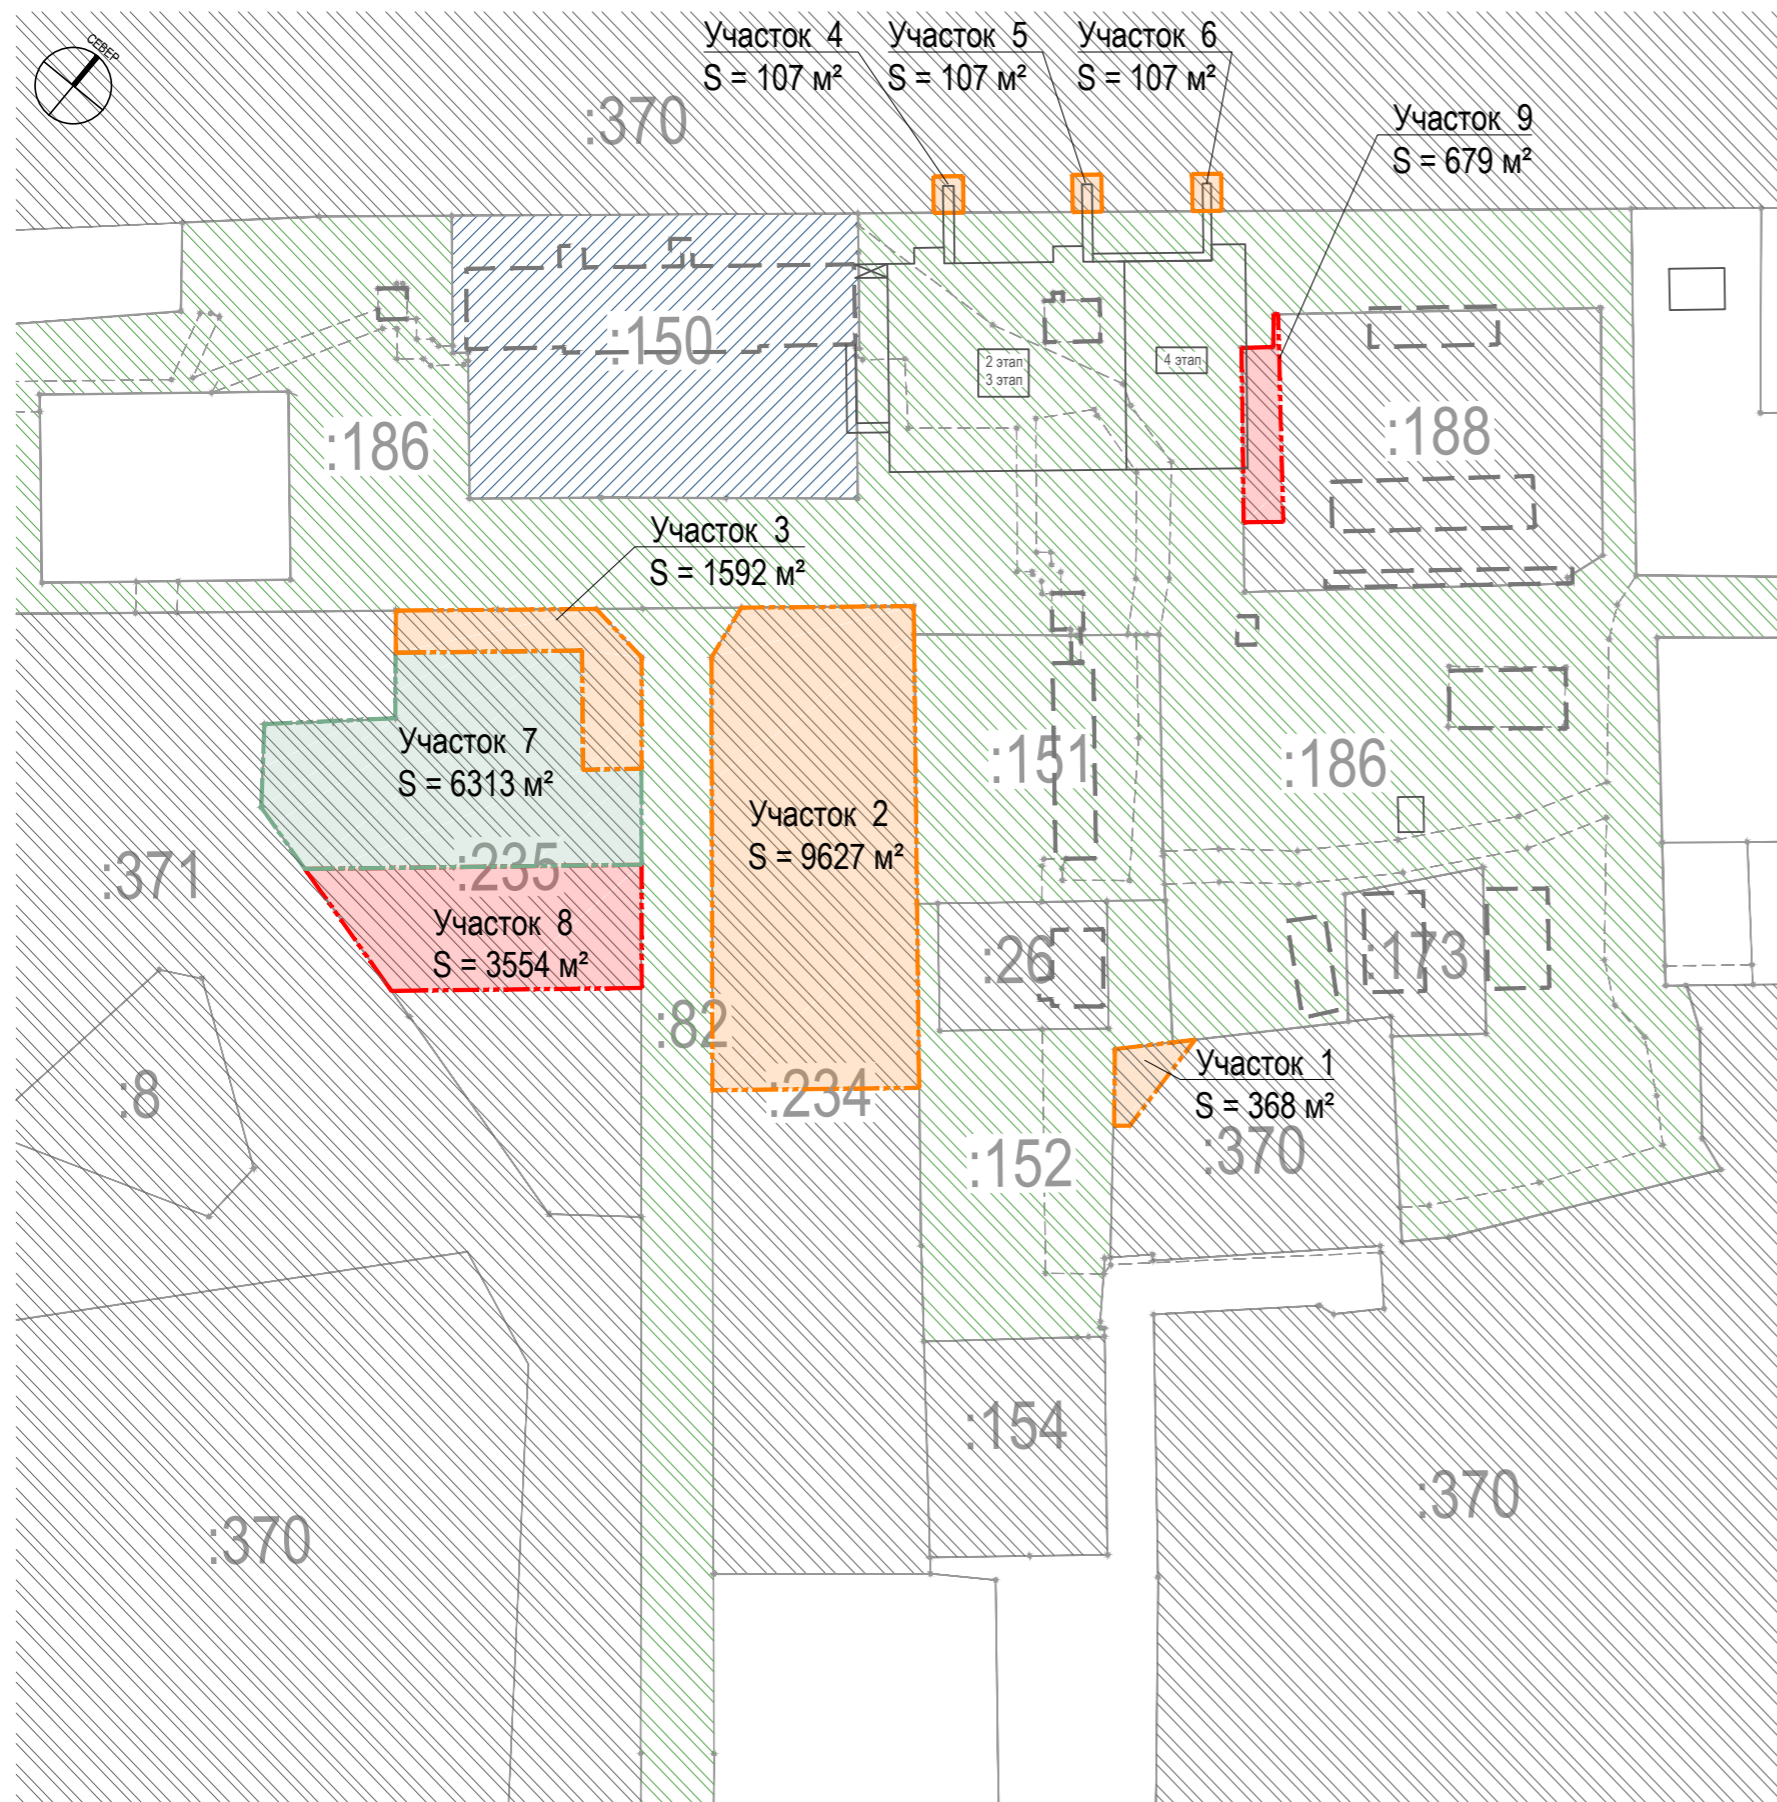 СЕВЕР
Участок 4
S = 107 м²
Участок 5
S = 107 м²
Участок 6
S = 107 м²
Участок 9
S = 679 м²
:370
:150
2 этап
3 этап
4 этап
:188
:186
Участок 3
S = 1592 м²
Участок 7
S = 6313 м²
Участок 2
S = 9627 м²
:151
:186
:371
:235
Участок 8
S = 3554 м²
:26
:173
:82
:8
:234
Участок 1
S = 368 м²
:152
:370
:154
:370
:370